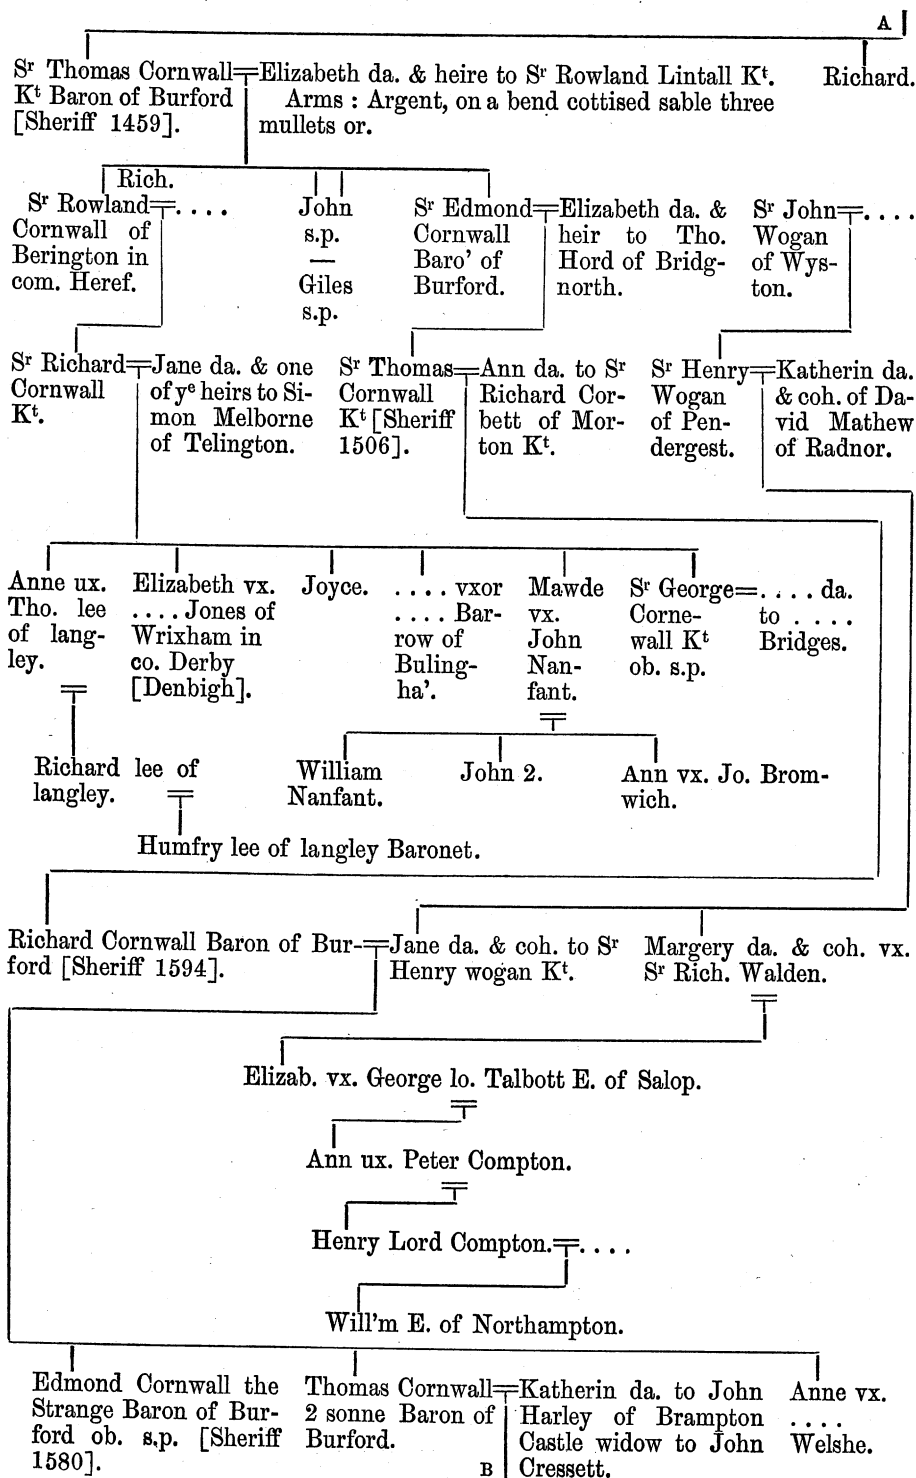 A
Sr Thomas Cornwall=Elizabeth da. & heire to Sr Rowland Lintall Kt.
Kt Baron of Burford
[Sheriff 1459].
Arms : Argent, on a bend cottised sable three
mullets or.
Richard.
Rich.
Sr Rowland=. . . .
Cornwall of
Berington in
com. Heref.
John
s.p.
—
Giles
s.p.
Sr Edmond=Elizabeth da. &
Cornwall
Baro' of
Burford.
heir to Tho.
Hord of Bridg-
north.
Sr John=. . . .
Wogan
of Wys-
ton.
Sr Richard=Jane da. & one
Cornwall
Kt.
of ye heirs to Si-
mon Melborne
of Telington.
Sr Thomas=Ann da. to Sr
Cornwall
Kt [Sheriff
1506].
Richard Cor-
bett of Mor-
ton Kt.
Sr Henry=Katherin da.
Wogan
of Pen-
dergest.
& coh. of Da-
vid Mathew
of Radnor.
Anne ux.
Tho. lee
of lang-
ley.
Elizabeth vx.
. . . . Jones of
Wrixham in
co. Derby
[Denbigh].
Joyce.
. . . . vxor
. . . . Bar-
row of
Buling-
ha'.
Mawde
vx.
John
Nan-
fant.
Sr George=. . . . da.
Corne-
wall Kt
ob. s.p.
to . . . .
Bridges.
Richard lee of
langley.
William
Nanfant.
John 2.
Ann vx. Jo. Brom-
wich.
Humfry lee of langley Baronet.
Richard Cornwall Baron of Bur-=Jane da. & coh. to Sr
ford [Sheriff 1594].
Henry wogan Kt.
Margery da. & coh. vx.
Sr Rich. Walden.
Elizab. vx. George lo. Talbott E. of Salop.
Ann ux. Peter Compton.
Henry Lord Compton.=. . . .
Will'm E. of Northampton.
Edmond Cornwall the
Strange Baron of Bur-
ford ob. s.p. [Sheriff
1580].
Thomas Cornwall=Katherin da. to John
2 sonne Baron of
Burford.
Harley of Brampton
Castle widow to John
Cressett.
Anne vx.
. . . .
Welshe.
B